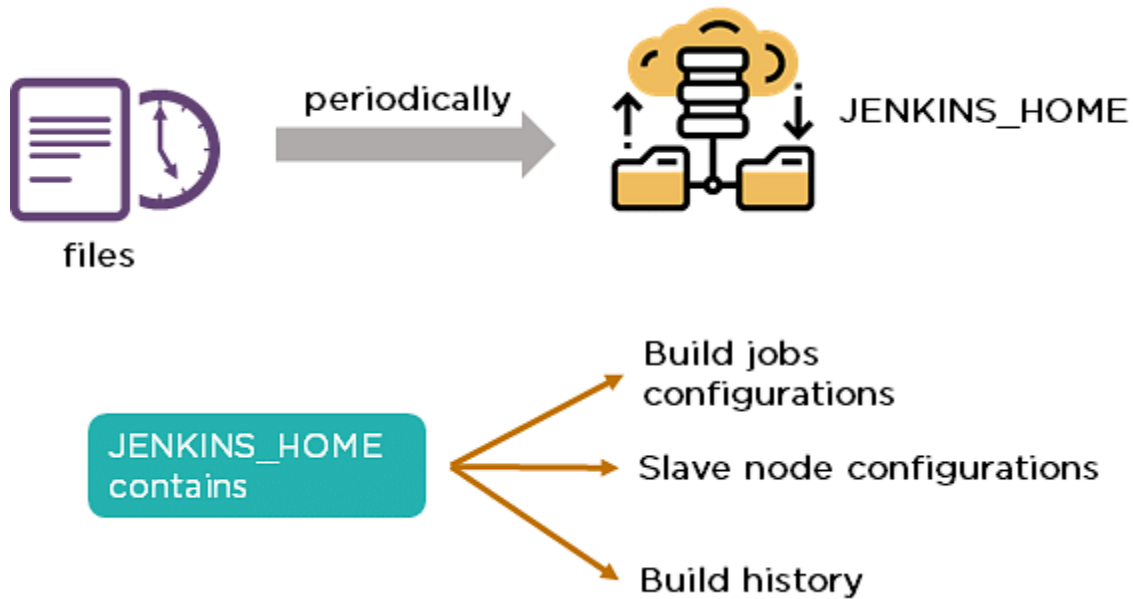 periodically
JENKINS_HOME
files
Build jobs
configurations
JENKINS_HOME
contains
Slave node configurations
Build history